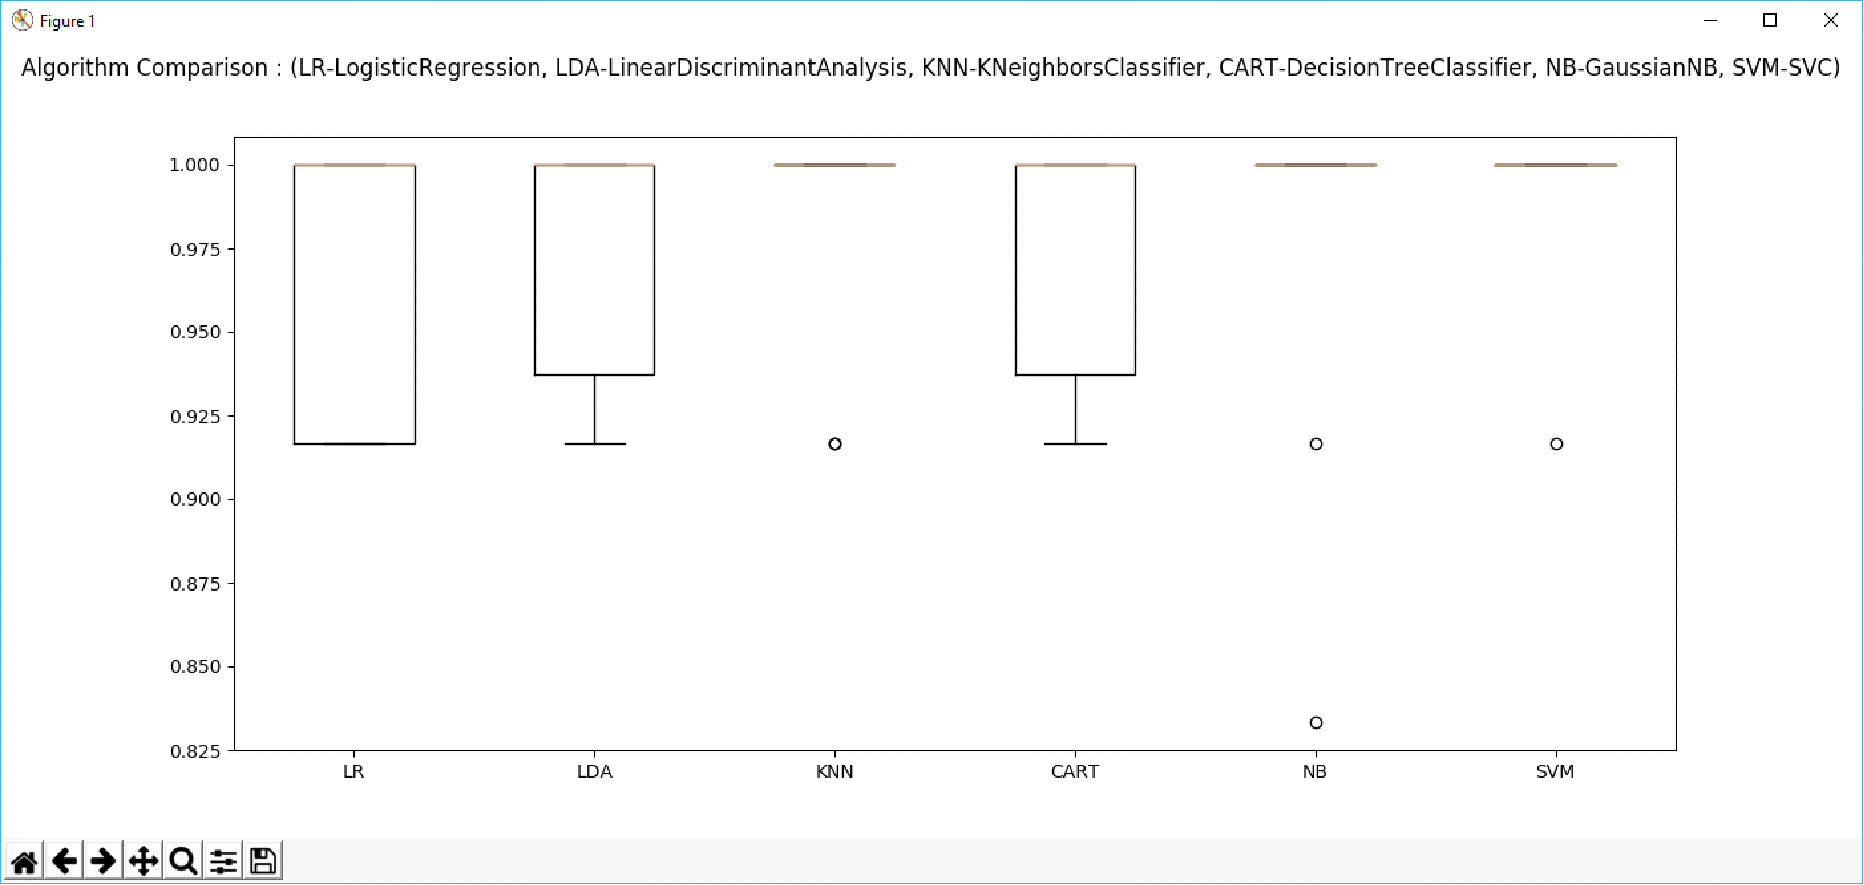 Figure 1
Algorithm Comparison : (LR-LogisticRegression, LDA-LinearDiscriminantAnalysis, KNN-KNeighborsClassifier, CART-DecisionTreeClassifier, NB-GaussianNB, SVM-SVC)
1.000
0.975
0.950
0.925
0.900
0.875
0.850
0.825
LR LDA KNN CART NB SVM